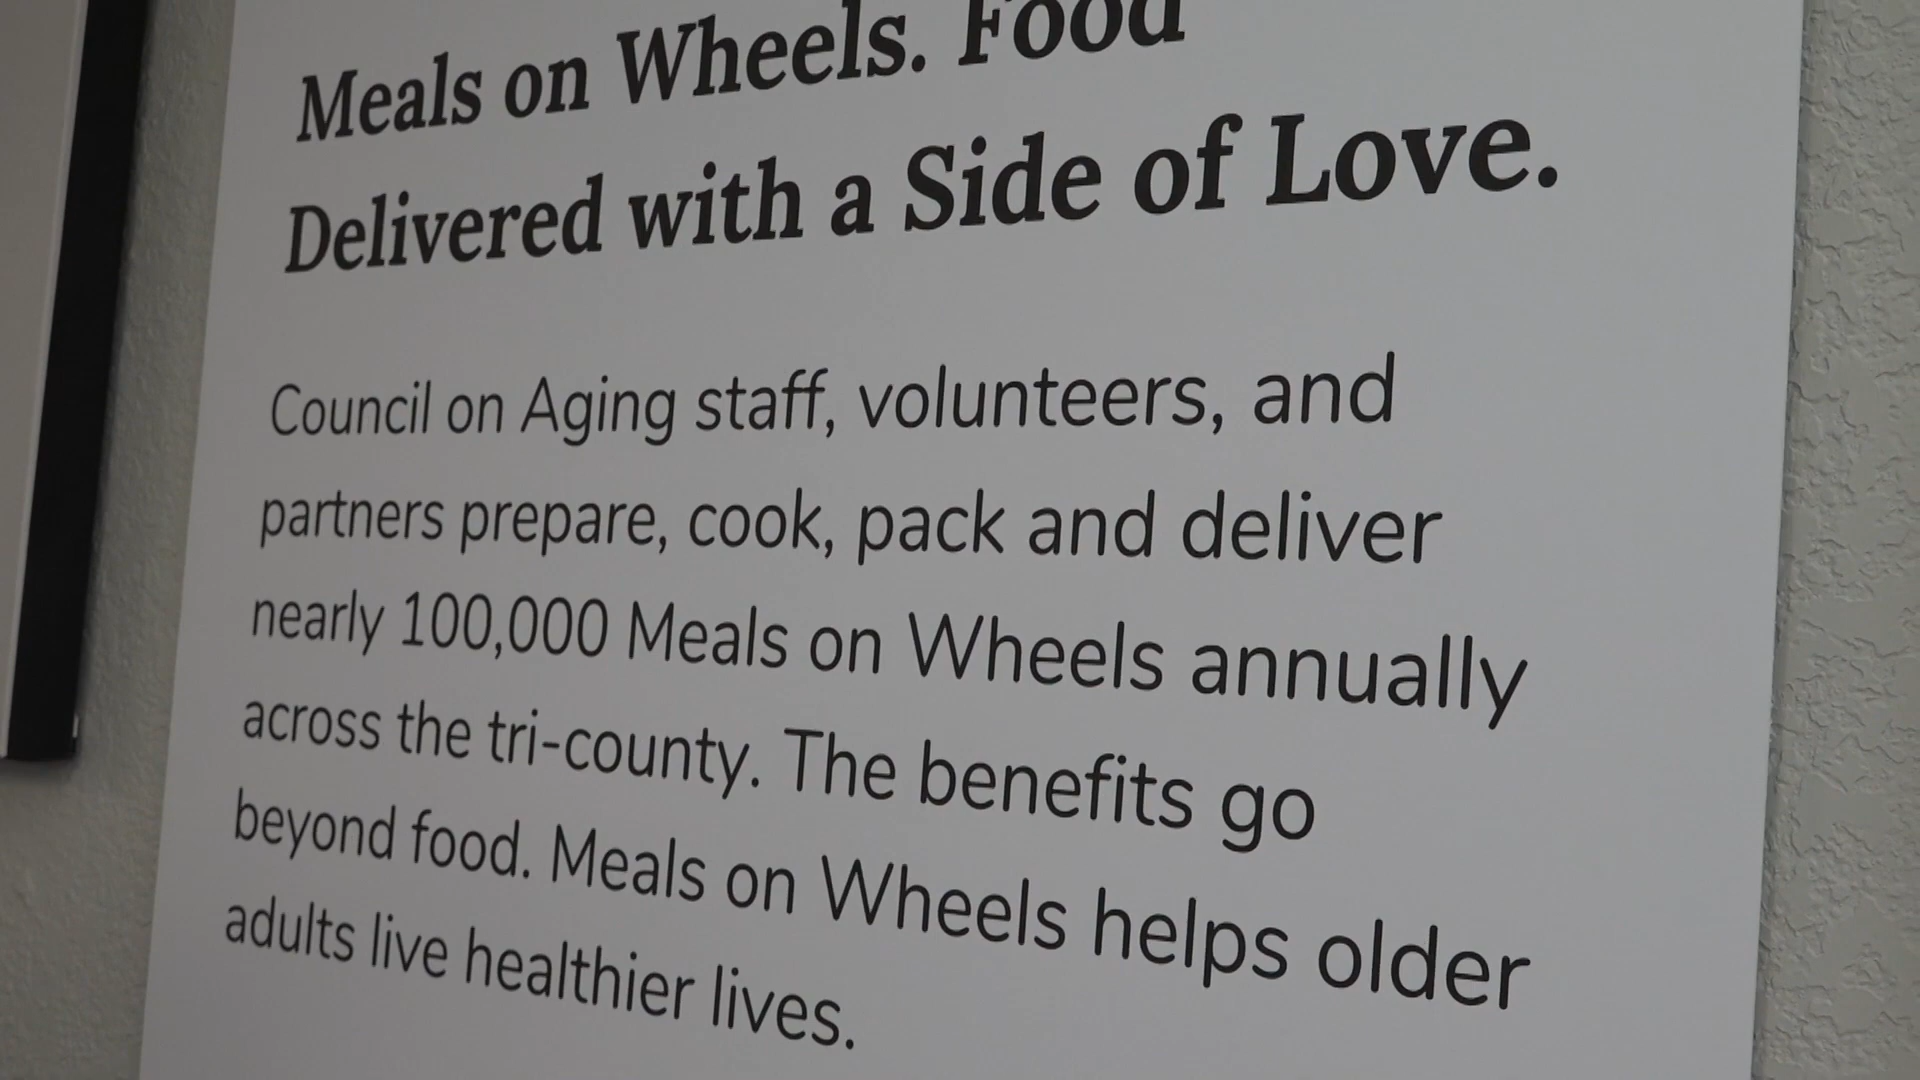 Meals on Wheels. Food
Delivered with a Side of Love.
Council on Aging staff, volunteers, and
partners prepare, cook, pack and deliver
nearly 100,000 Meals on Wheels annually
across the tri-county. The benefits go
beyond food. Meals on Wheels helps older
adults live healthier lives.